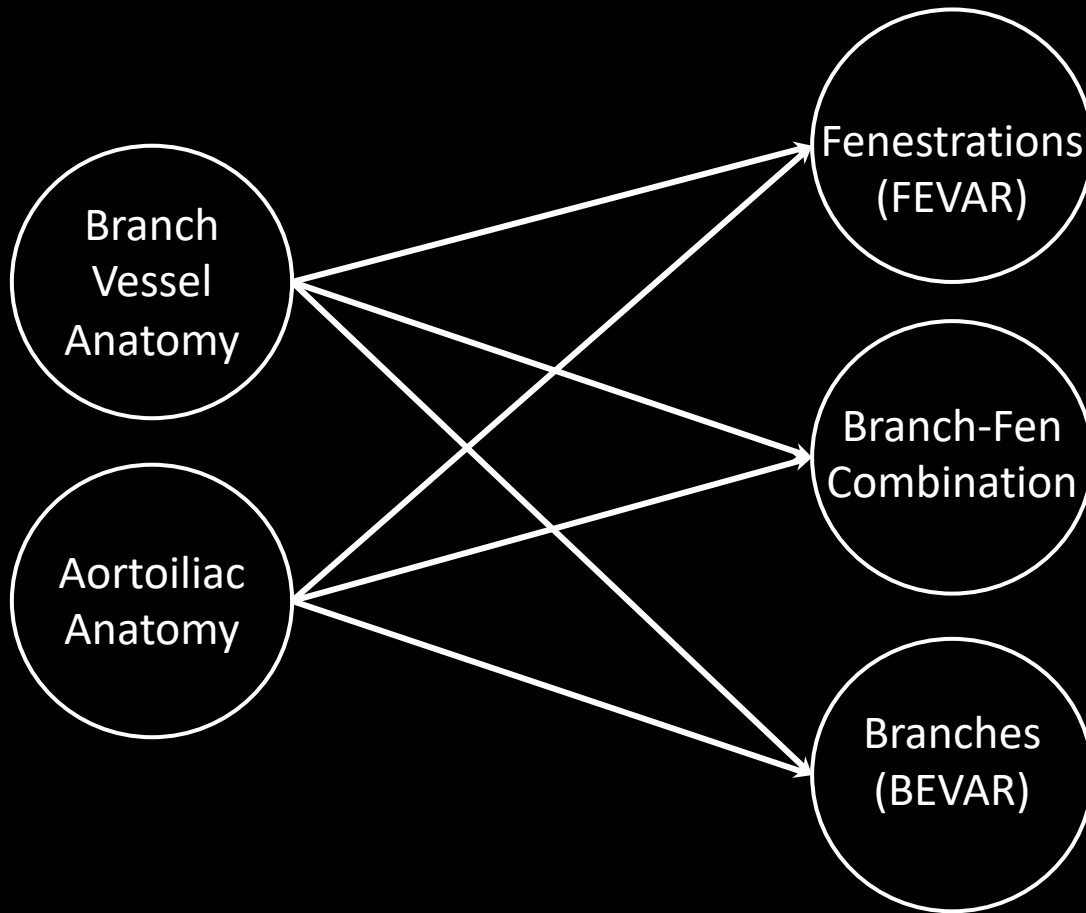 Branch
Vessel
Anatomy
Aortoiliac
Anatomy
Fenestrations
(FEVAR)
Branch-Fen
Combination
Branches
(BEVAR)